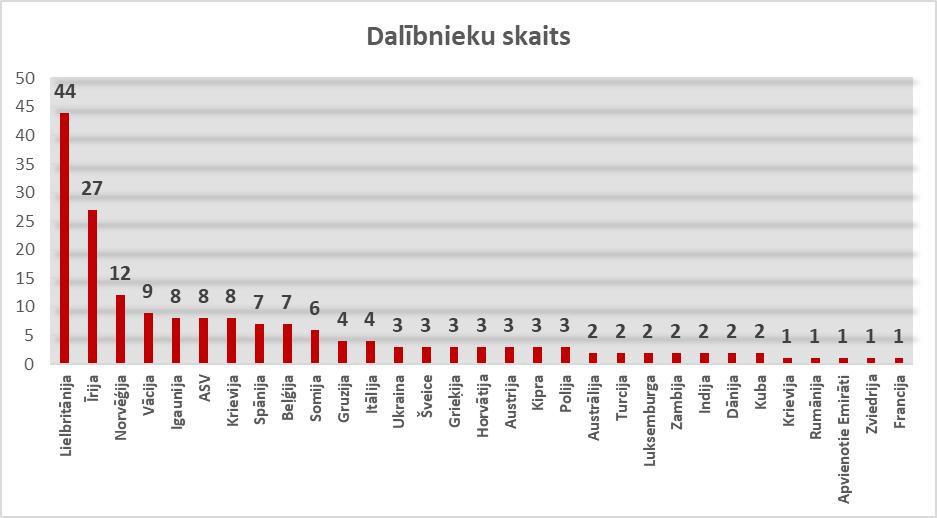 Dalībnieku skaits
50
45
40
35
30
25
20
15
10
5
0
44
27
12
9
8
8
8
7
7
6
4
4
3
3
3
3
3
3
3
2
2
2
2
2
2
2
1
1
1
1
1
Lielbritānija
Īrija
Norvēģija
Vācija
Igaunija
ASV
Krievija
Spānija
Beļģija
Somija
Gruzija
Itālija
Ukraina
Šveice
Grieķija
Horvātija
Austrija
Kipra
Polija
Austrālija
Turcija
Luksemburga
Zambija
Indija
Dānija
Kuba
Krievija
Rumānija
Apvienotie Emirāti
Zviedrija
Francija